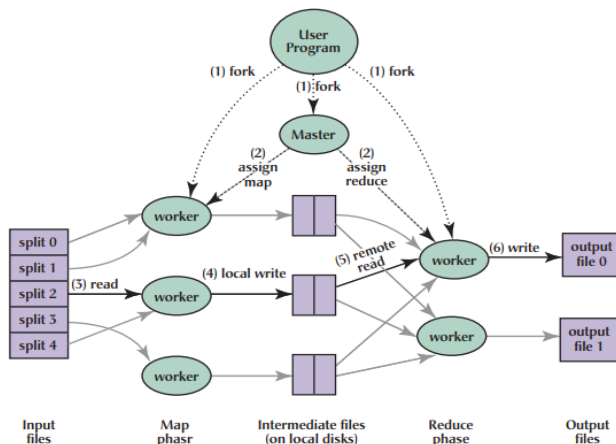 User
Program
(1) fork
(1) fork
(1) fork
Master
(2)
assign
map
(2)
assign
reduce
worker
split 0
split 1
split 2
split 3
split 4
(3) read
(4) local write
worker
(5) remote
read
worker
(6) write
output
file 0
worker
output
file 1
worker
Input
files
Map
phasr
Intermediate files
(on local disks)
Reduce
phase
Output
files